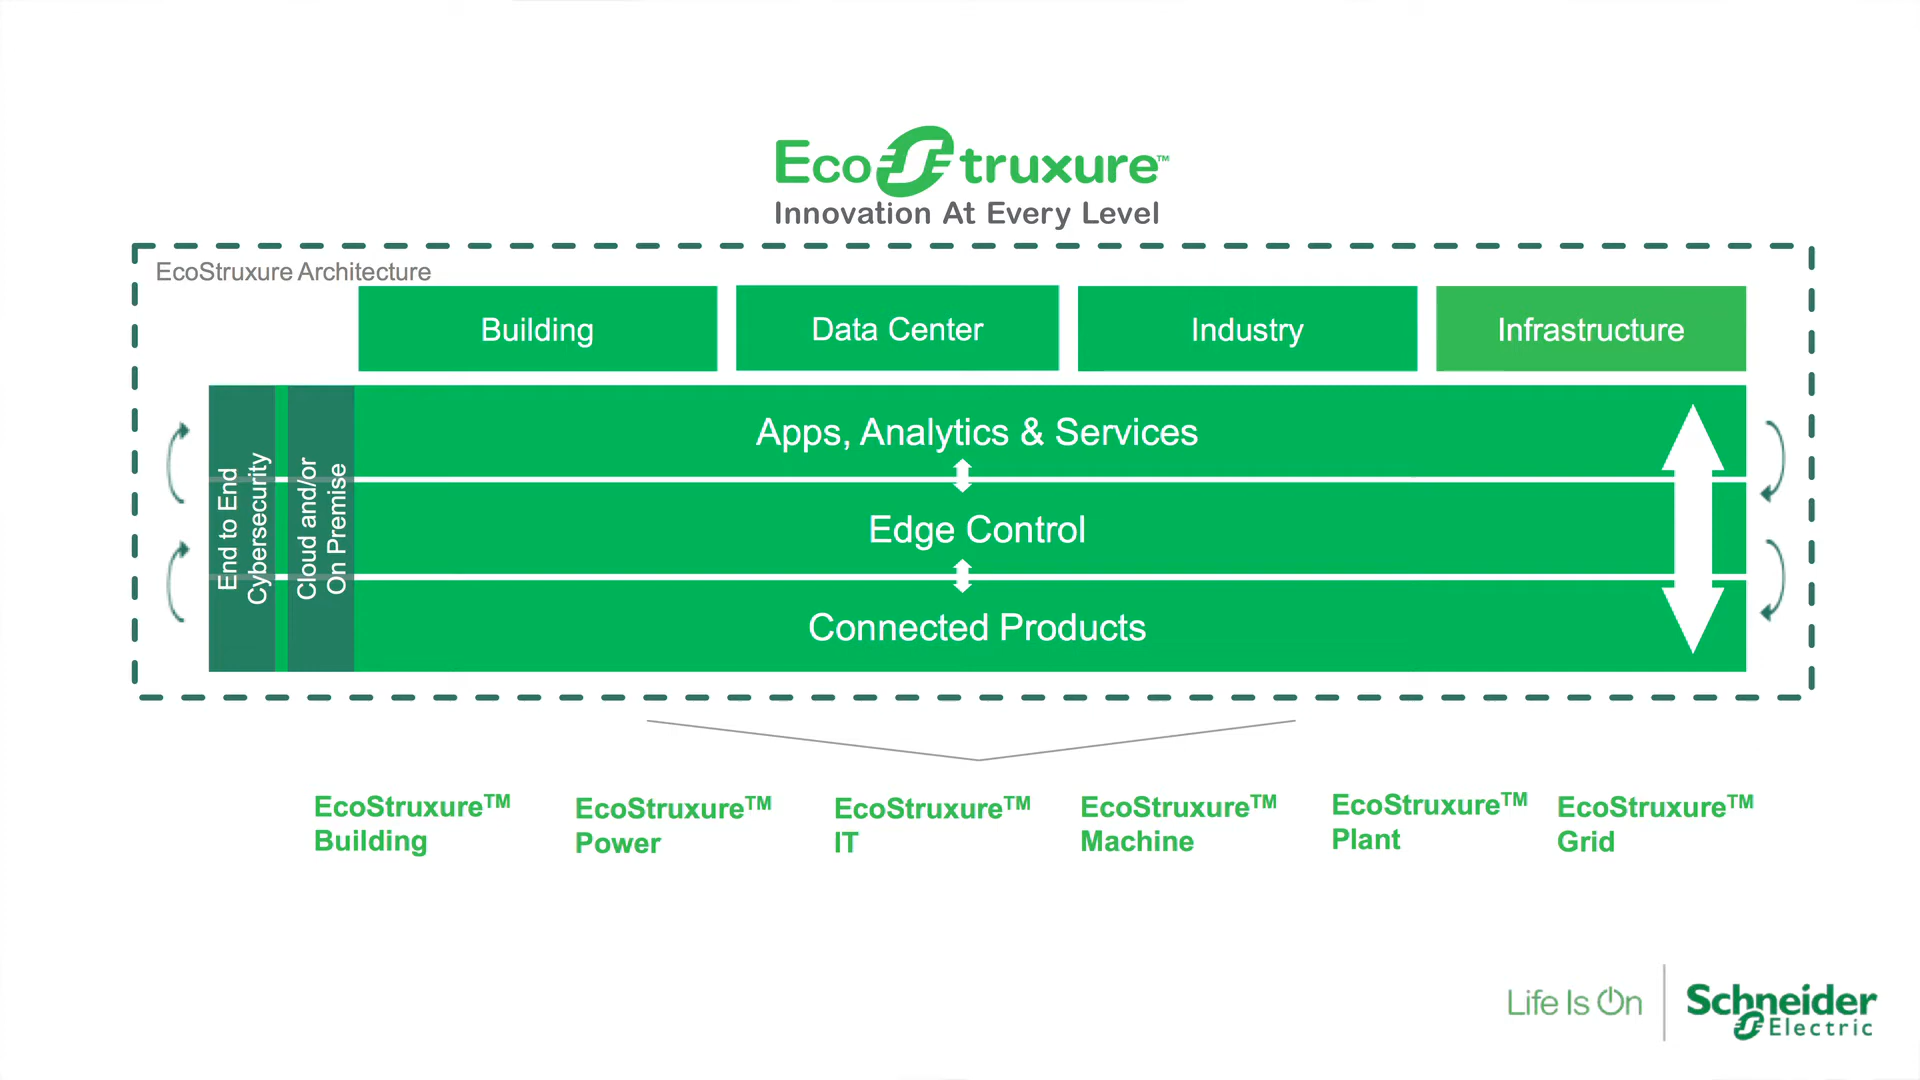 EcoStruxure™
Innovation At Every Level
EcoStruxure Architecture
Building
Data Center
Industry
Infrastructure
End to End
Cybersecurity
Cloud and/or
On Premise
Apps, Analytics & Services
Edge Control
Connected Products
EcoStruxure™
Building
EcoStruxure™
Power
EcoStruxure™
IT
EcoStruxure™
Machine
EcoStruxure™
Plant
EcoStruxure™
Grid
Life Is On
Schneider
Electric